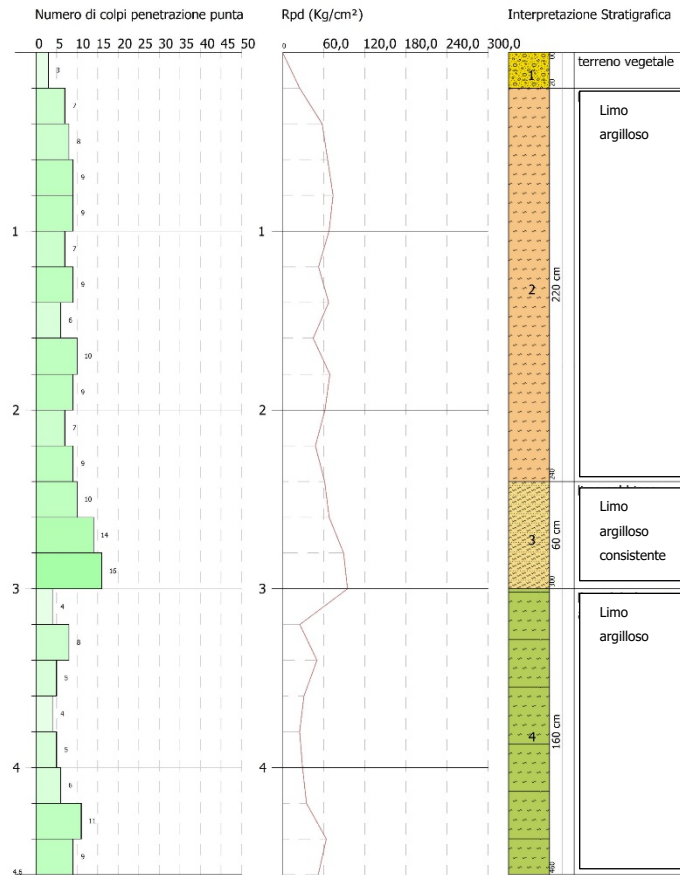 Numero di colpi penetrazione punta
Rpd (Kg/cm²)
Interpretazione Stratigrafica
0 5 10 15 20 25 30 35 40 45 50
0 60,0 120,0 180,0 240,0 300,0
3
7
8
9
9
1
7
9
6
10
9
2
7
9
10
14
3
4
8
5
4
5
4
6
11
9
4.6
1
2
3
4
1
20
terreno vegetale
2
220 cm
240
Limo
argilloso
3
60 cm
300
Limo
argilloso
consistente
4
160 cm
460
Limo
argilloso